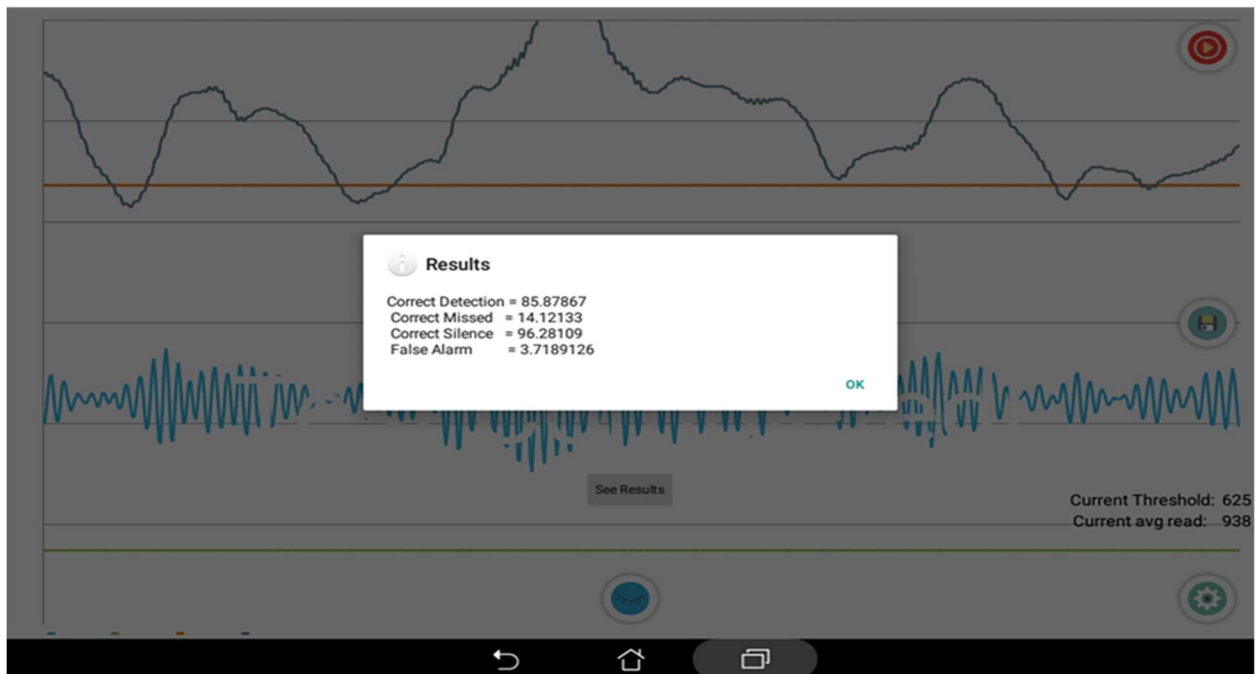 Results
Correct Detection = 85.87867
Correct Missed = 14.12133
Correct Silence = 96.28109
False Alarm = 3.7189126
OK
See Results
Current Threshold: 625
Current avg read: 938